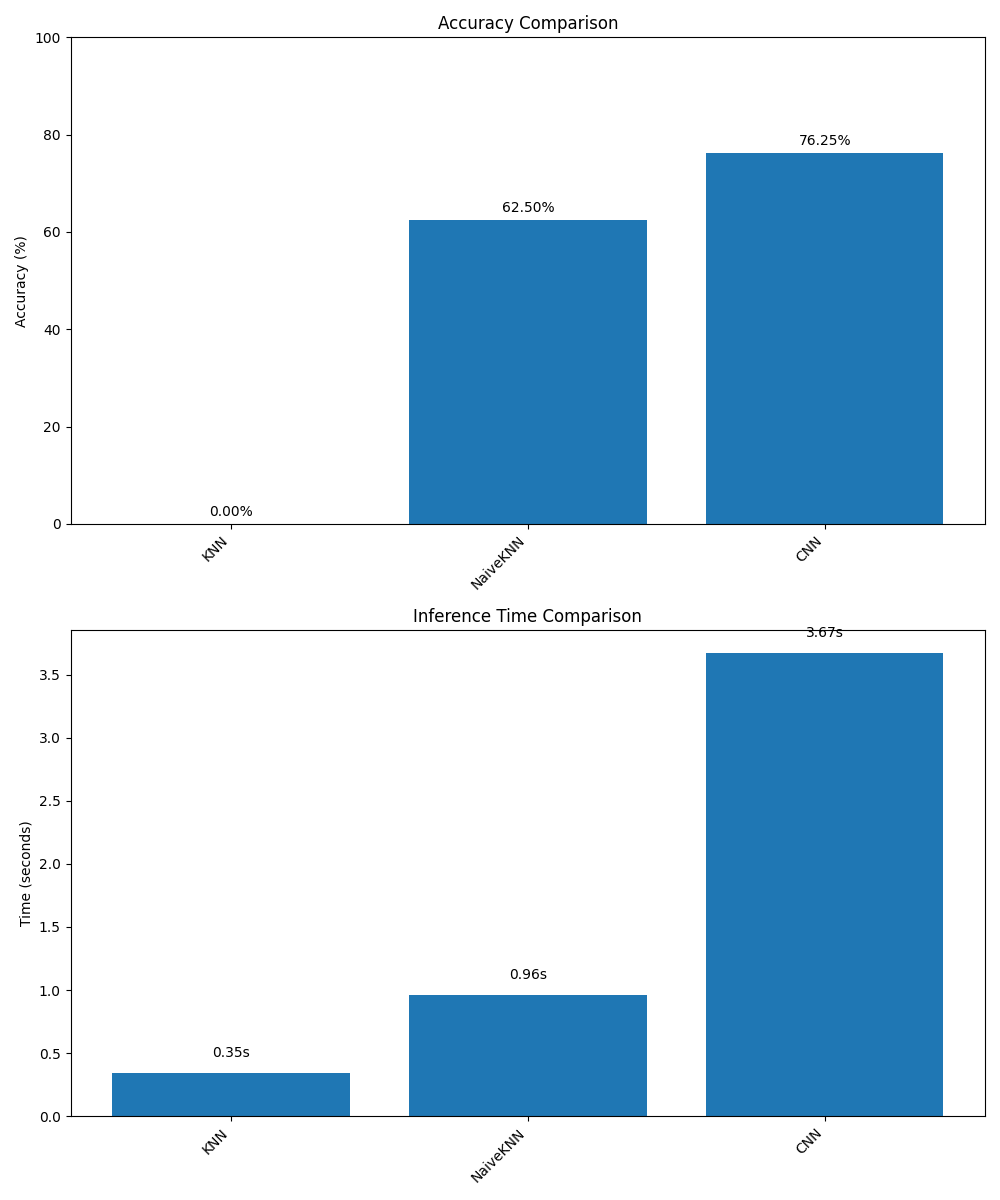 Accuracy Comparison
100
80
60
40
20
0
Accuracy (%)
0.00%
62.50%
76.25%
KNN
NaiveKNN
CNN
Inference Time Comparison
3.5
3.0
2.5
2.0
1.5
1.0
0.5
0.0
Time (seconds)
0.35s
0.96s
3.67s
KNN
NaiveKNN
CNN